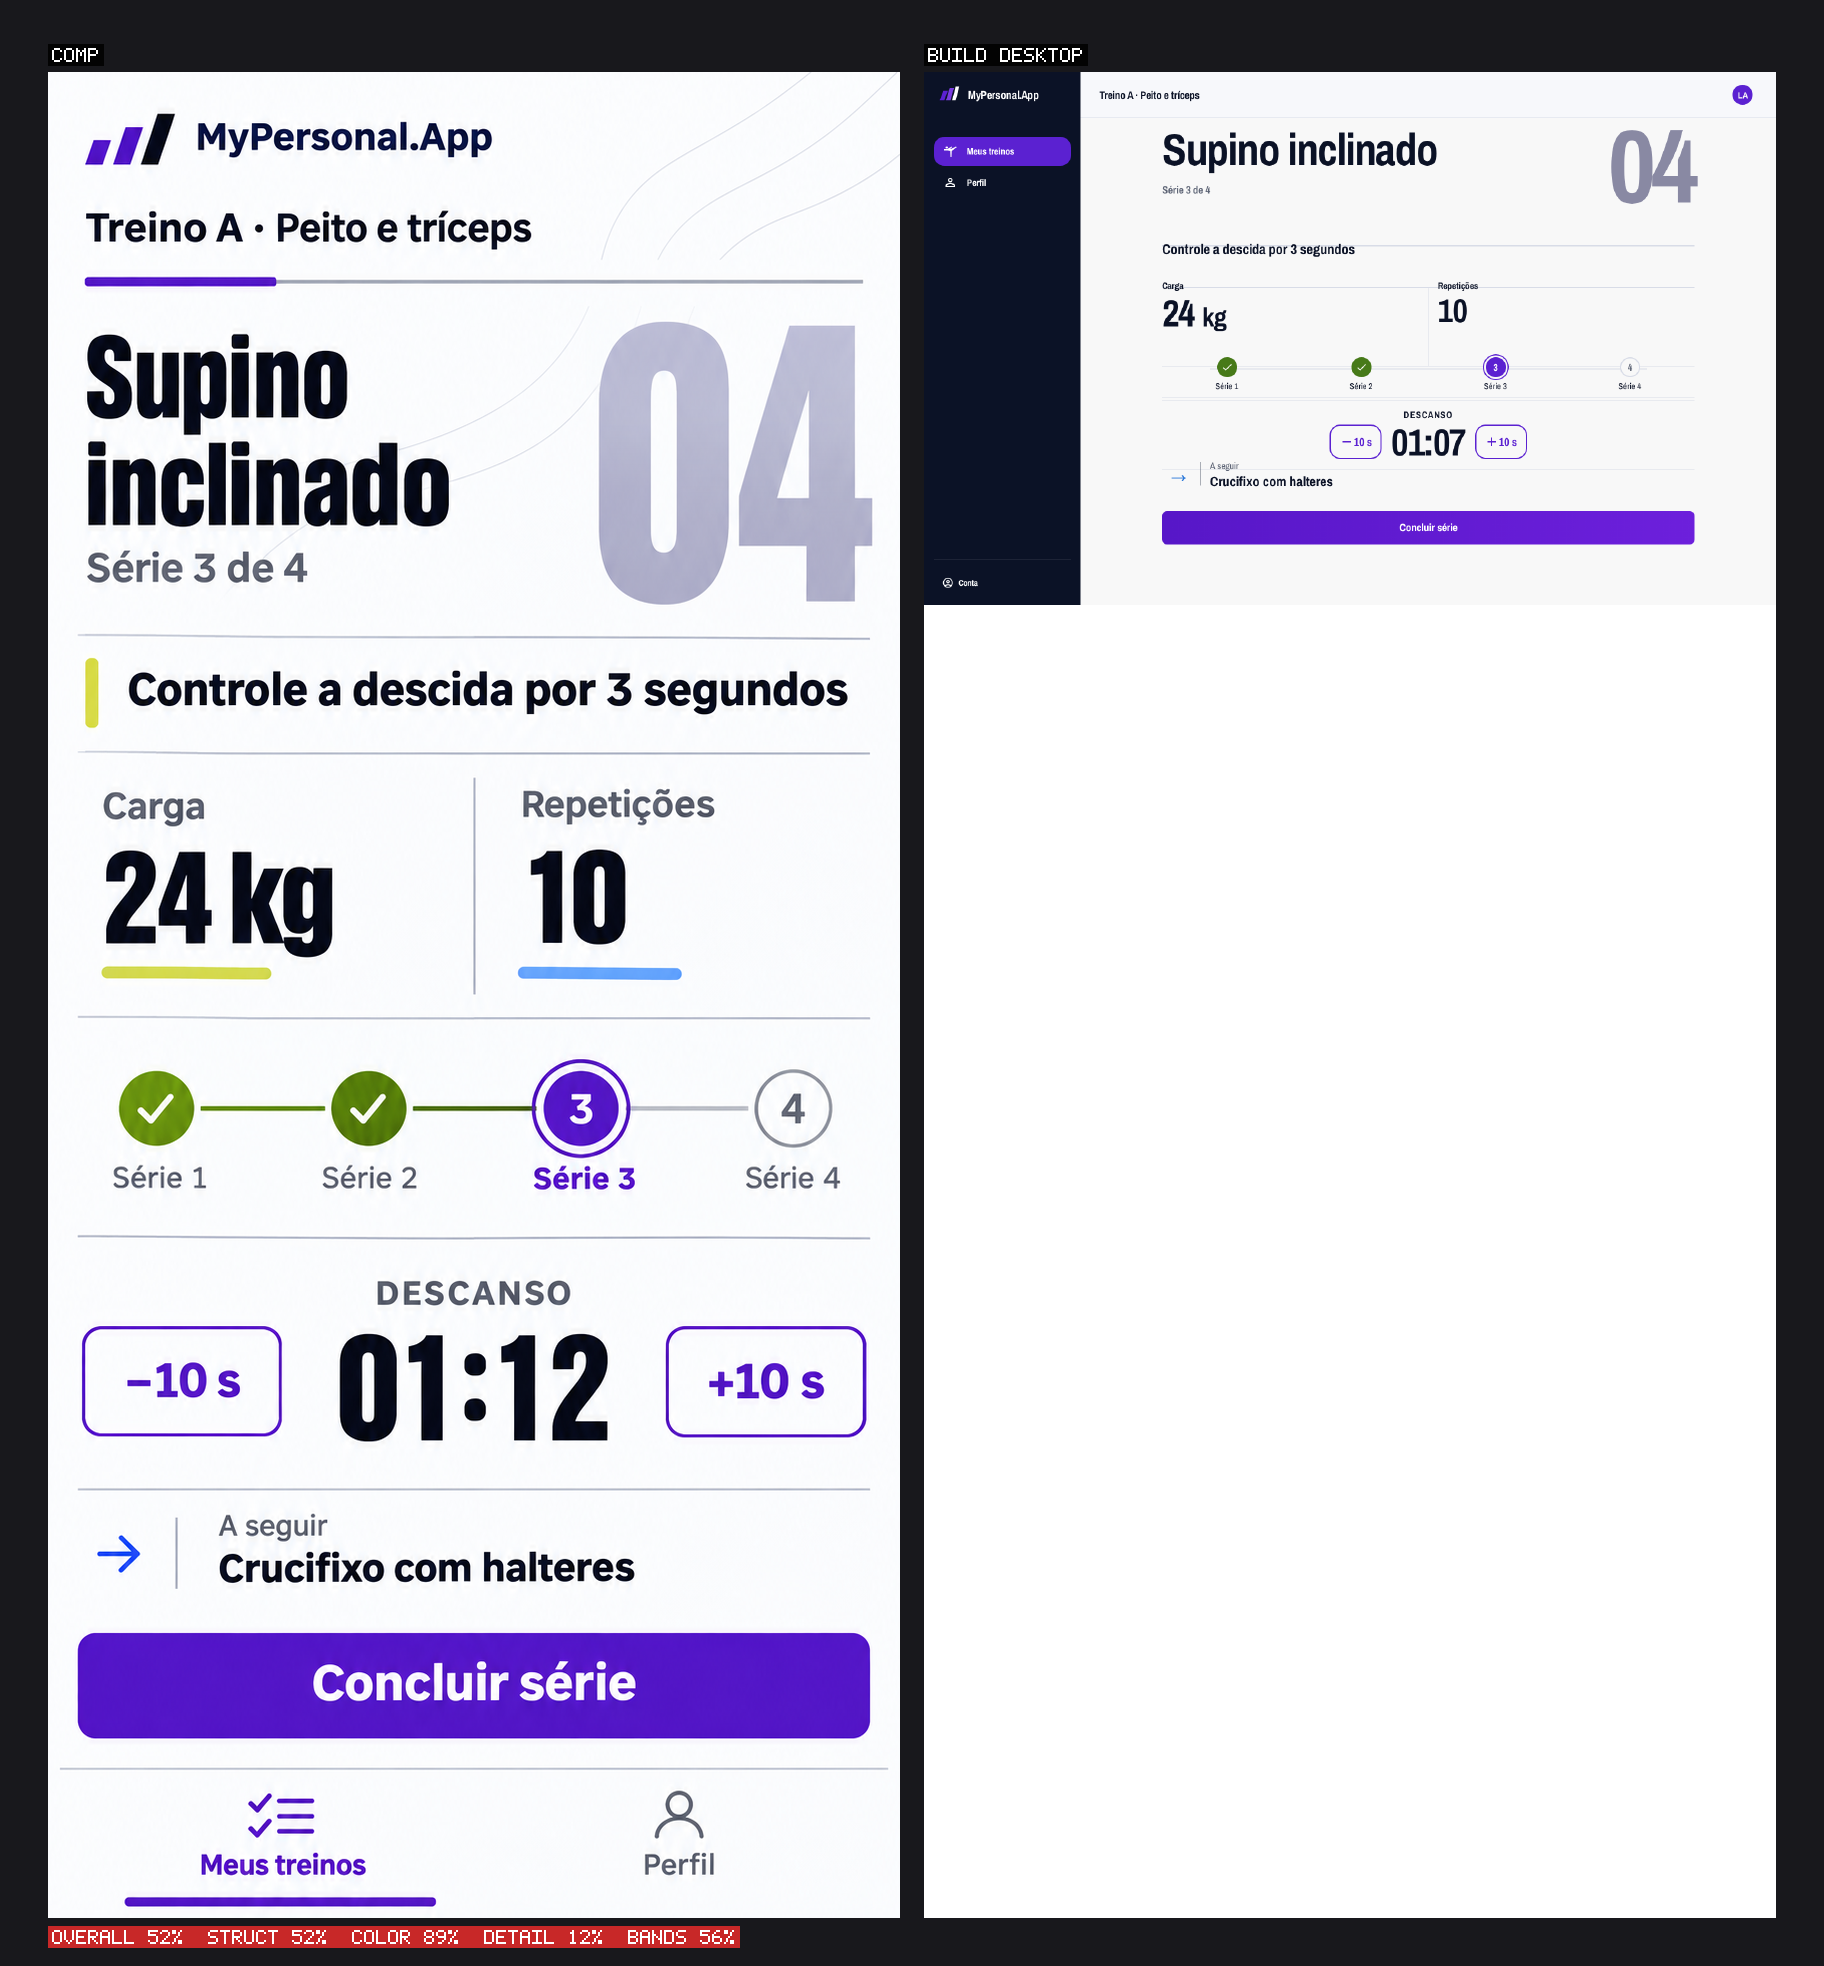 COMP
MyPersonal.App
Treino A · Peito e tríceps
Supino
inclinado
04
Série 3 de 4
Controle a descida por 3 segundos
Carga
24 kg
Repetições
10
3
4
Série 1
Série 2
Série 3
Série 4
DESCANSO
−10 s
01:12
+10 s
A seguir
Crucifixo com halteres
Concluir série
Meus treinos
Perfil
OVERALL 52% STRUCT 52% COLOR 89% DETAIL 12% BANDS 56%
BUILD DESKTOP
MyPersonal.App
Meus treinos
Perfil
Conta
Treino A · Peito e tríceps
LA
Supino inclinado
04
Série 3 de 4
Controle a descida por 3 segundos
Carga
24 kg
Repetições
10
3
4
Série 1
Série 2
Série 3
Série 4
DESCANSO
− 10 s
01:07
+ 10 s
A seguir
Crucifixo com halteres
Concluir série